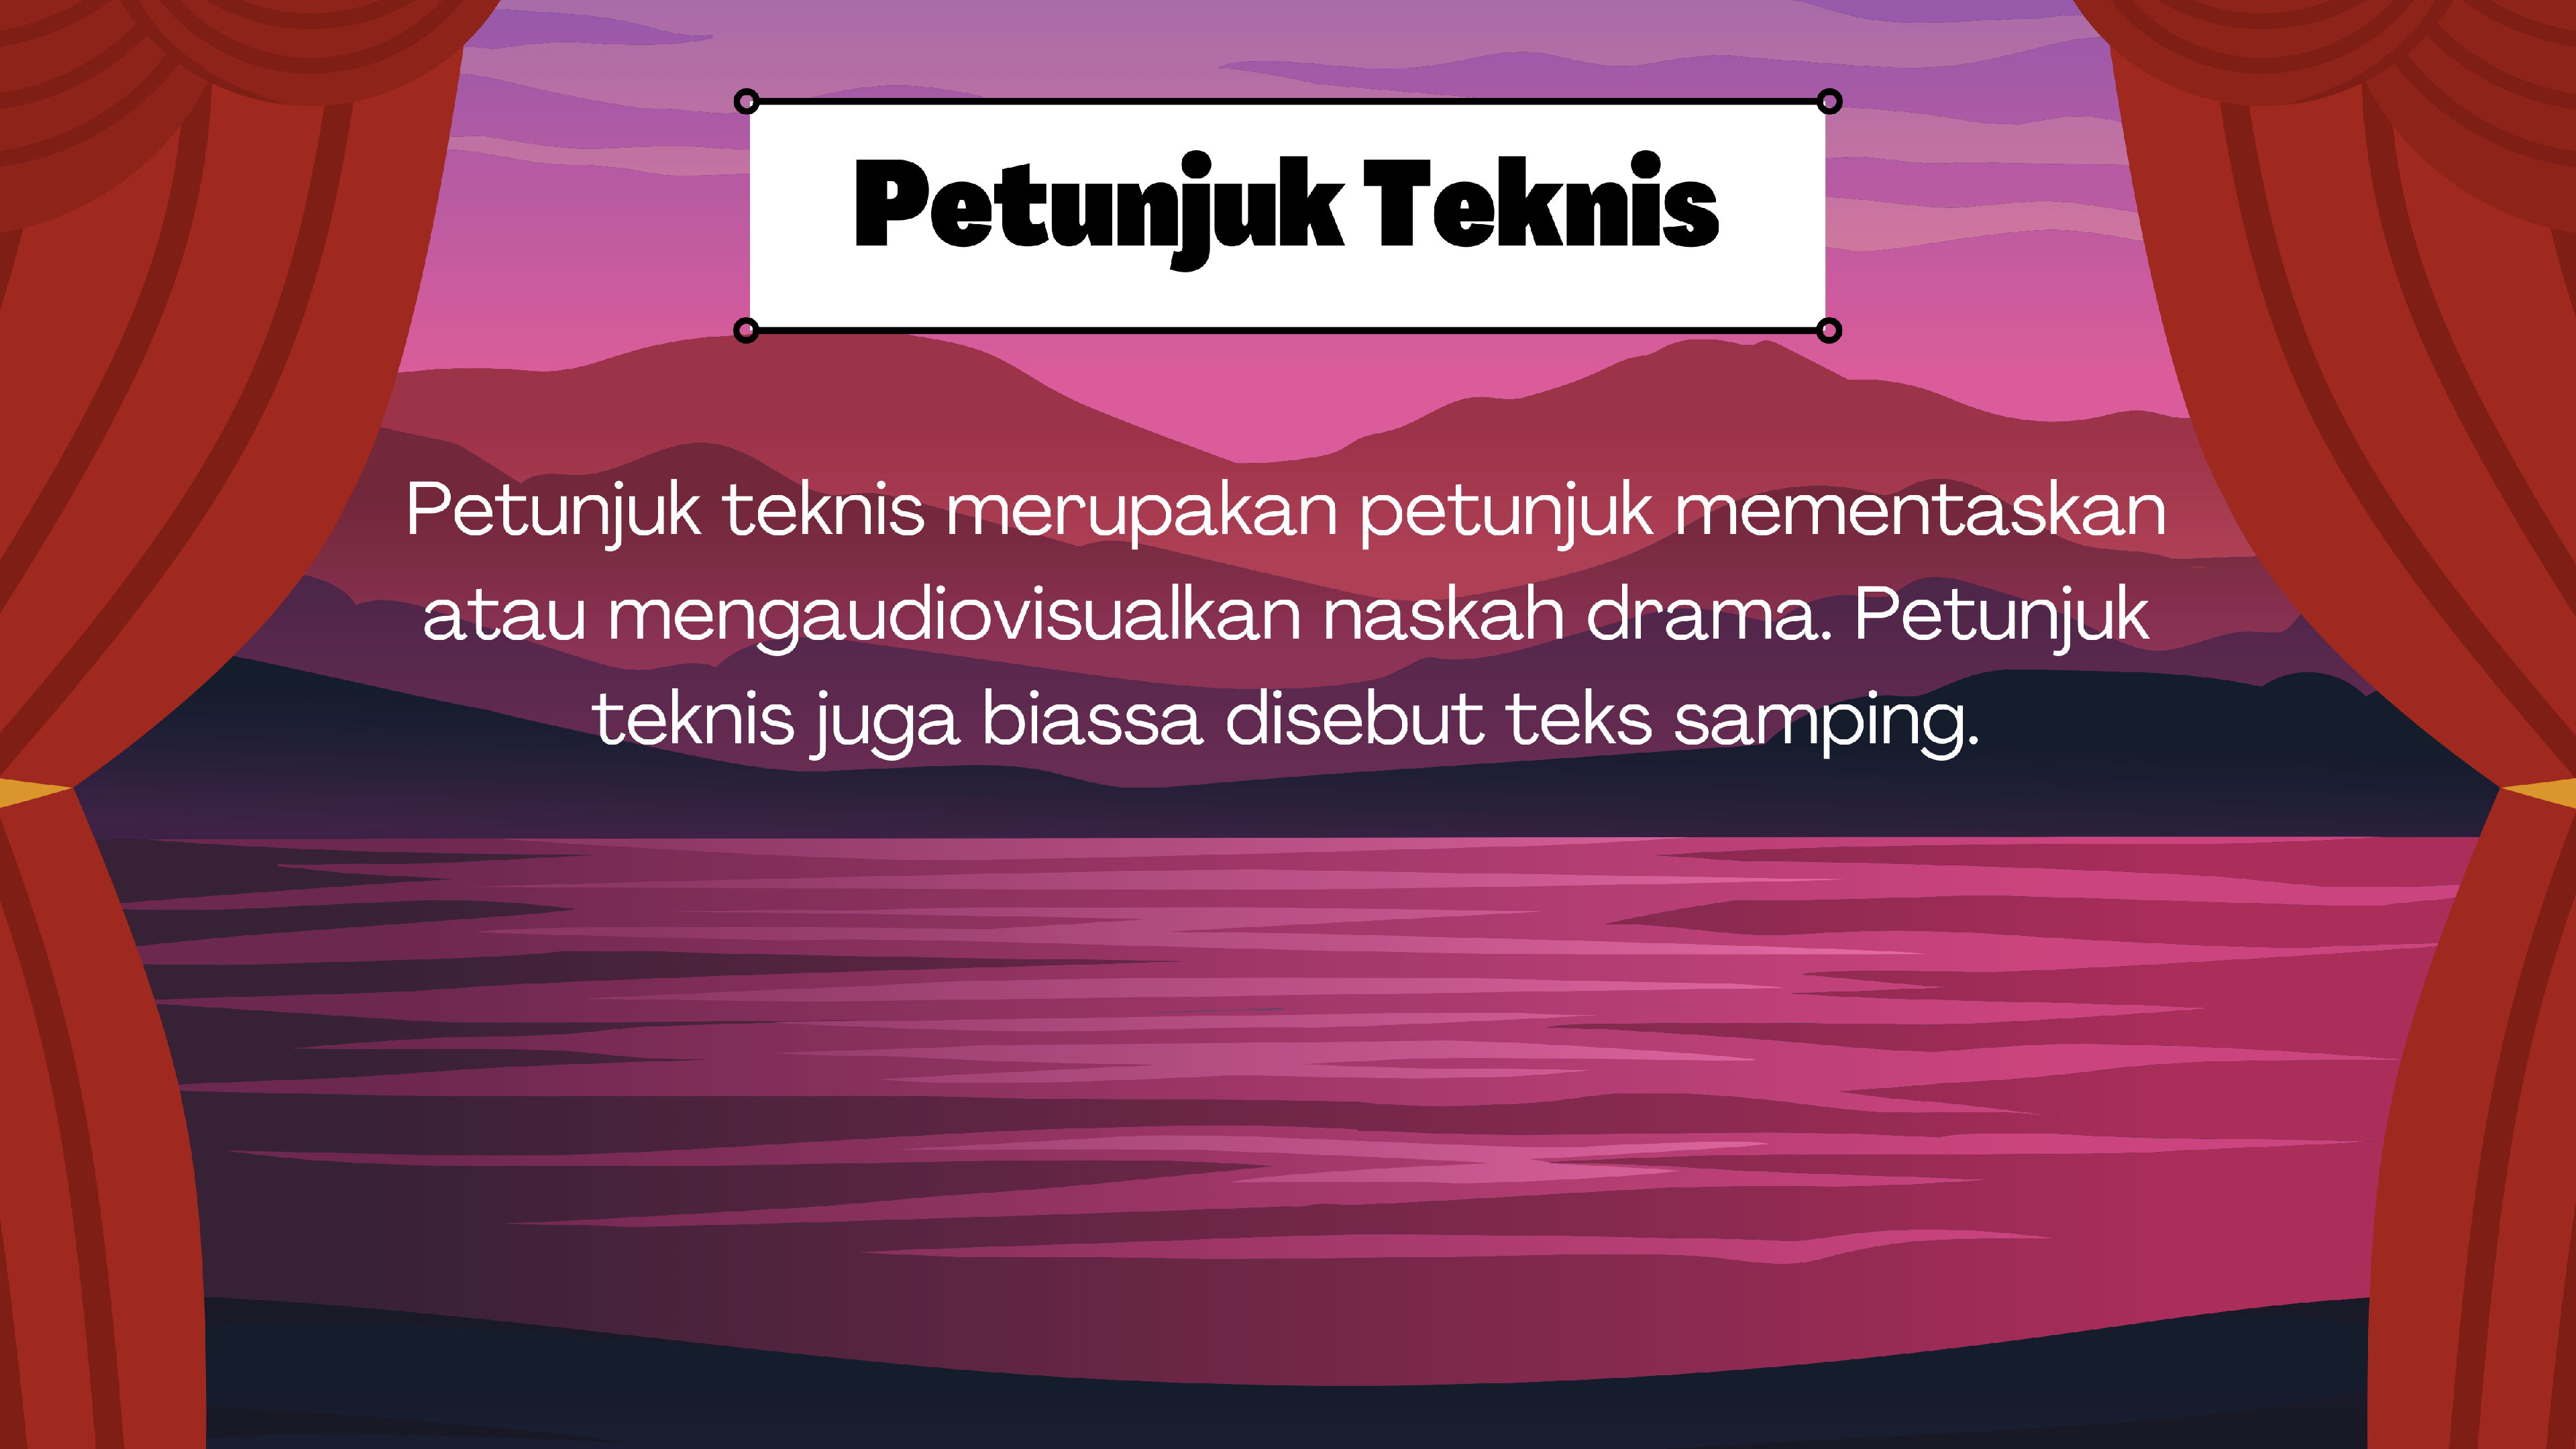 Petunjuk Teknis
Petunjuk teknis merupakan petunjuk mementaskan
atau mengaudiovisualkan naskah drama. Petunjuk
teknis juga biassa disebut teks samping.